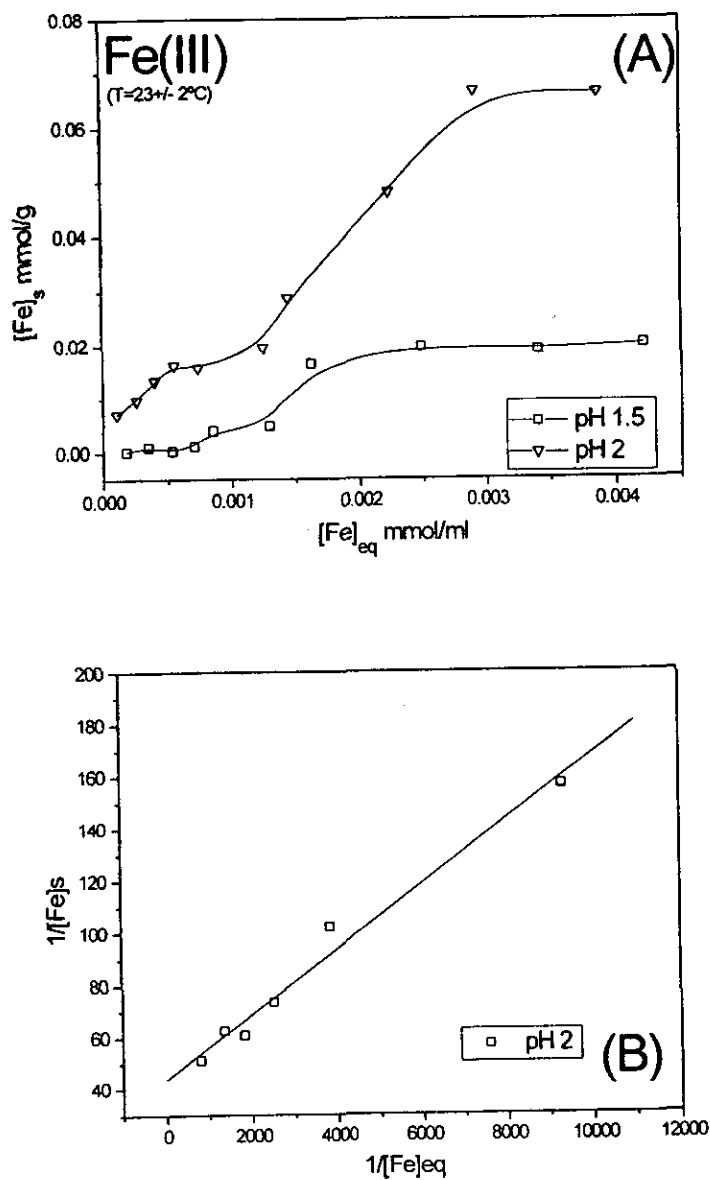 Fe(III)
(A)
(T=23+/- 2ºC)
0.08
0.06
0.04
0.02
0.00
[Fe]s mmol/g
pH 1.5
pH 2
0.000 0.001 0.002 0.003 0.004
[Fe]eq mmol/ml
200
180
160
140
120
100
80
60
40
1/[Fe]s
pH 2
(B)
0 2000 4000 6000 8000 10000 12000
1/[Fe]eq